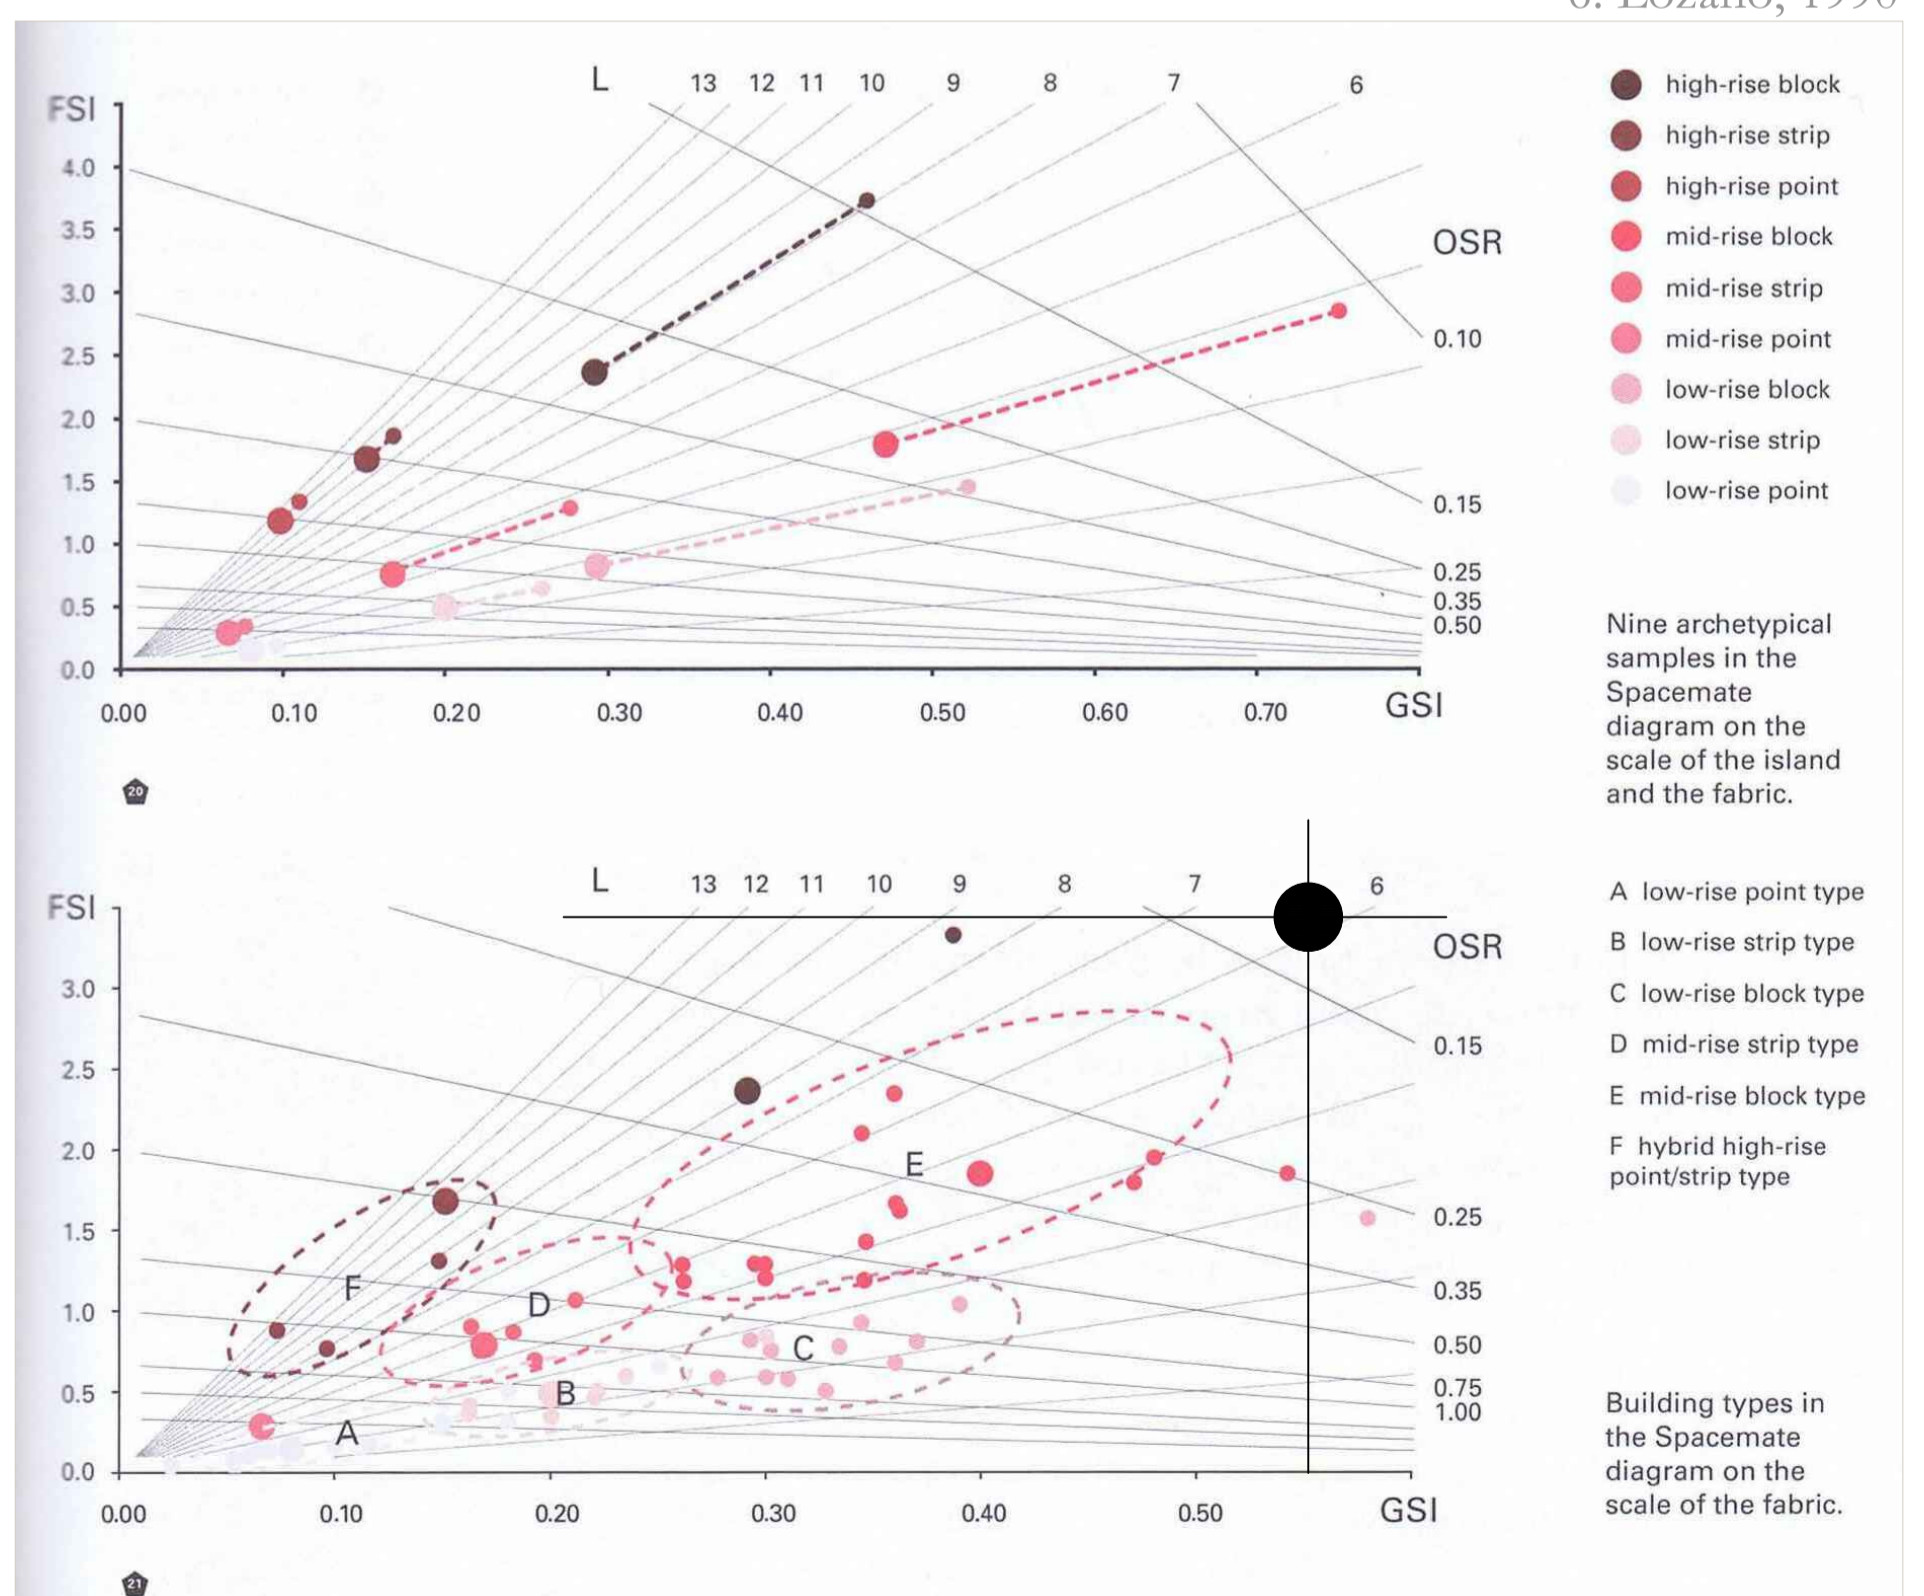 6. Lozano, 1990
L 13 12 11 10 9 8 7 6
FSI
4.0
3.5
3.0
2.5
2.0
1.5
1.0
0.5
0.0
0.00 0.10 0.20 0.30 0.40 0.50 0.60 0.70 GSI
OSR
0.10
0.15
0.25
0.35
0.50
high-rise block
high-rise strip
high-rise point
mid-rise block
mid-rise strip
mid-rise point
low-rise block
low-rise strip
low-rise point
Nine archetypical
samples in the
Spacemate
diagram on the
scale of the island
and the fabric.
20
L 13 12 11 10 9 8 7 6
FSI
3.0
2.5
2.0
1.5
1.0
0.5
0.0
0.00 0.10 0.20 0.30 0.40 0.50 GSI
OSR
0.15
0.25
0.35
0.50
0.75
1.00
E
F
D
C
B
A
A low-rise point type
B low-rise strip type
C low-rise block type
D mid-rise strip type
E mid-rise block type
F hybrid high-rise
point/strip type
Building types in
the Spacemate
diagram on the
scale of the fabric.
21